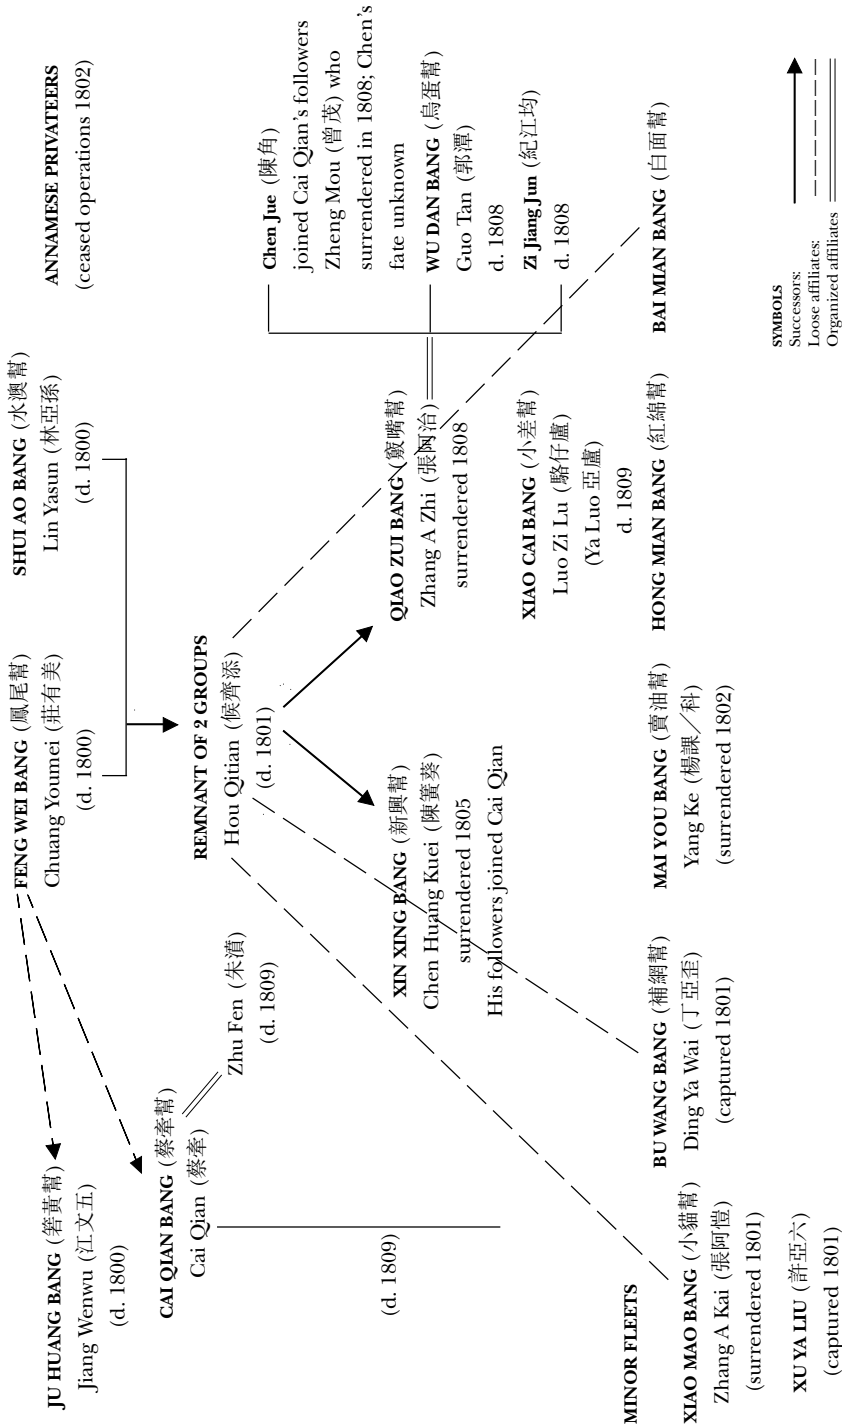 JU HUANG BANG (箬黃幫)
Jiang Wenwu (江文五)
(d. 1800)
FENG WEI BANG (鳳尾幫)
Chuang Youmei (莊有美)
(d. 1800)
SHUI AO BANG (水澳幫)
Lin Yasun (林亞孫)
(d. 1800)
ANNAMESE PRIVATEERS
(ceased operations 1802)
CAI QIAN BANG (蔡牽幫)
Cai Qian (蔡牽)
Zhu Fen (朱濆)
(d. 1809)
(d. 1809)
REMNANT OF 2 GROUPS
Hou Qitian (候齊添)
(d. 1801)
XIN XING BANG (新興幫)
Chen Huang Kuei (陳簧葵)
surrendered 1805
His followers joined Cai Qian
QIAO ZUI BANG (竅嘴幫)
Zhang A Zhi (張阿治)
surrendered 1808
Chen Jue (陳角)
joined Cai Qian's followers
Zheng Mou (曾茂) who
surrendered in 1808; Chen's
fate unknown
WU DAN BANG (烏蛋幫)
Guo Tan (郭潭)
d. 1808
Zi Jiang Jun (紀江均)
d. 1808
XIAO CAI BANG (小差幫)
Luo Zi Lu (駱仔盧)
(Ya Luo 亞盧)
d. 1809
MINOR FLEETS
XIAO MAO BANG (小貓幫)
Zhang A Kai (張阿愷)
(surrendered 1801)
BU WANG BANG (補網幫)
Ding Ya Wai (丁亞歪)
(captured 1801)
MAI YOU BANG (賣油幫)
Yang Ke (楊課／科)
(surrendered 1802)
HONG MIAN BANG (紅綿幫)
BAI MIAN BANG (白面幫)
XU YA LIU (許亞六)
(captured 1801)
SYMBOLS
Successors:
Loose affiliates:
Organized affiliates